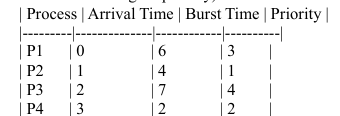 | Process | Arrival Time | Burst Time | Priority |
|---------|--------------|------------|----------|
| P1 | 0 | 6 | 3 |
| P2 | 1 | 4 | 1 |
| P3 | 2 | 7 | 4 |
| P4 | 3 | 2 | 2 |